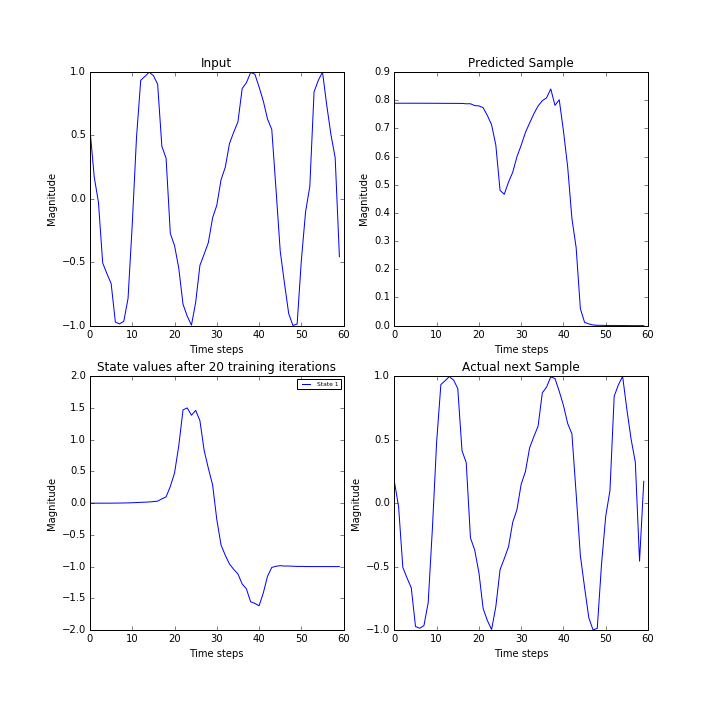 Input
Magnitude
1.0
0.5
0.0
−0.5
−1.0
0 10 20 30 40 50 60
Time steps
Predicted Sample
Magnitude
0.9
0.8
0.7
0.6
0.5
0.4
0.3
0.2
0.1
0.0
0 10 20 30 40 50 60
Time steps
State values after 20 training iterations
State 1
Magnitude
2.0
1.5
1.0
0.5
0.0
−0.5
−1.0
−1.5
−2.0
0 10 20 30 40 50 60
Time steps
Actual next Sample
Magnitude
1.0
0.5
0.0
−0.5
−1.0
0 10 20 30 40 50 60
Time steps